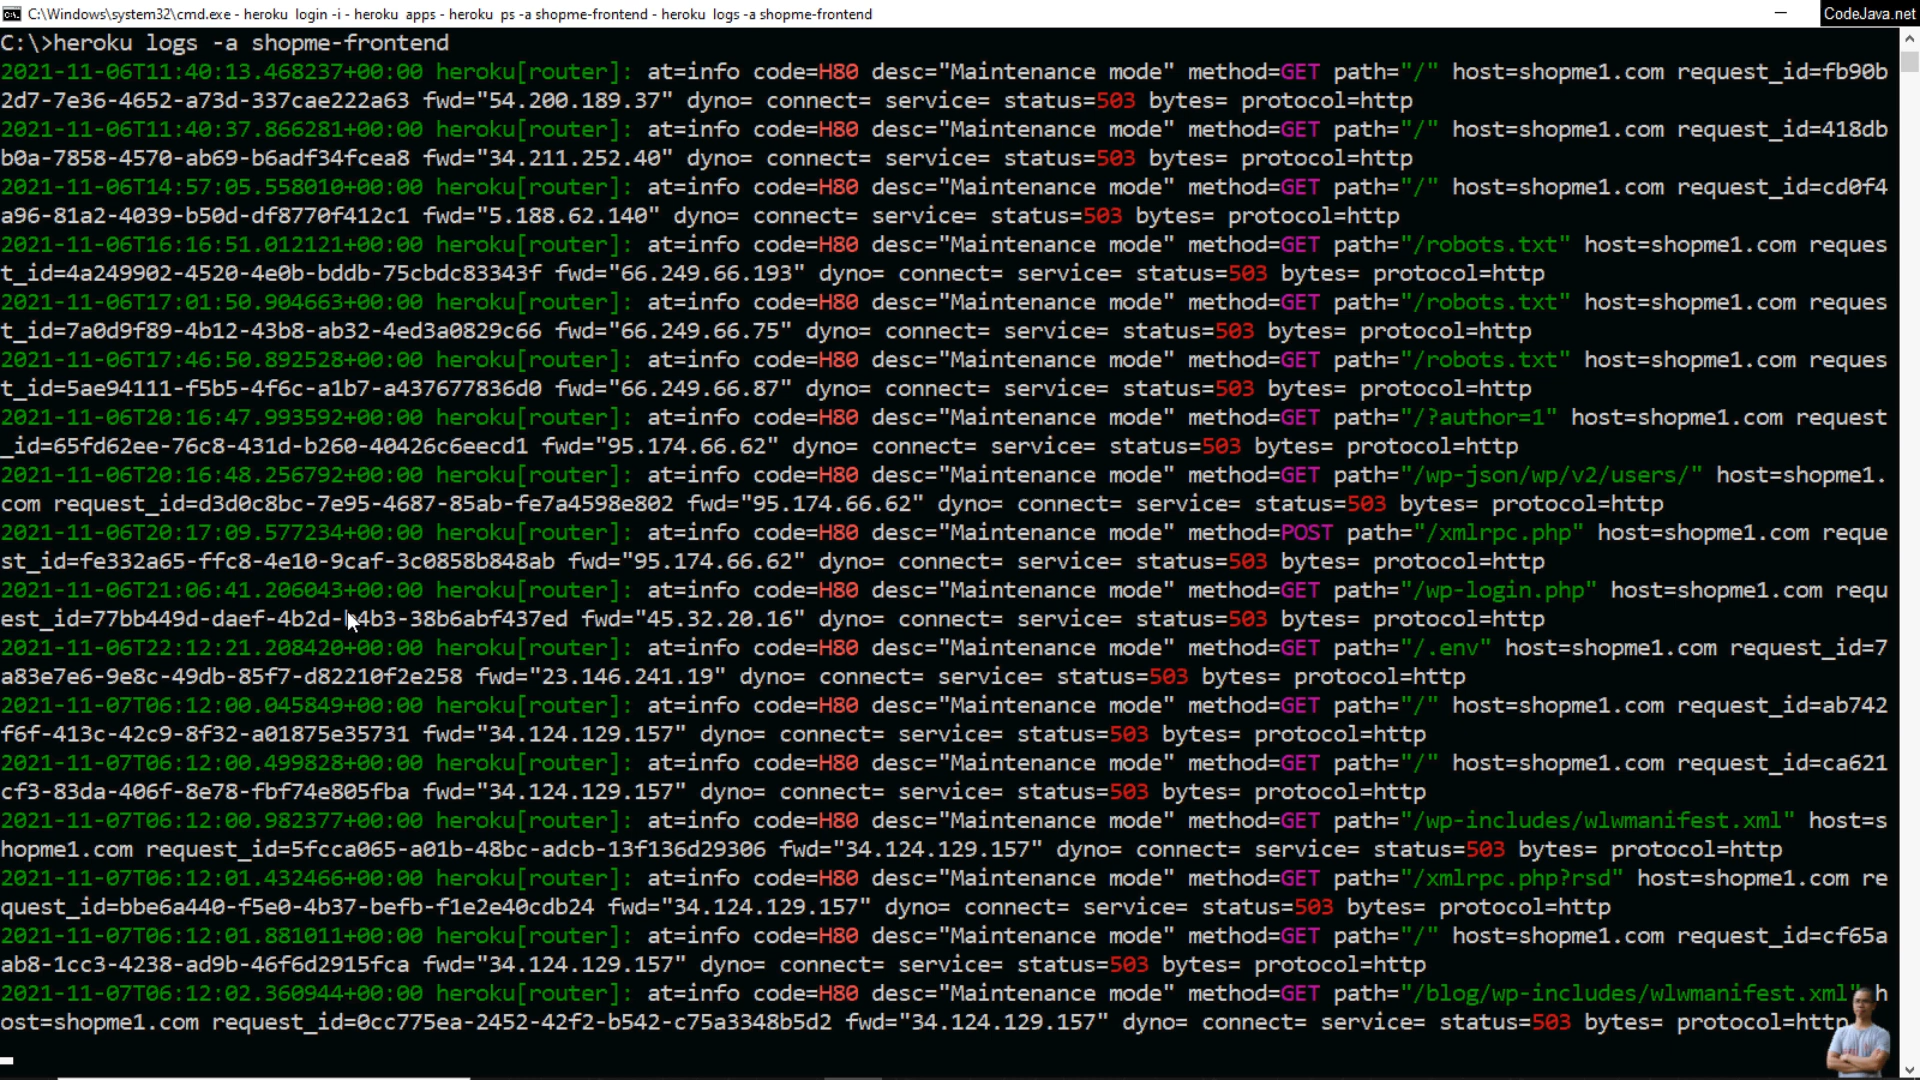 C:\Windows\system32\cmd.exe - heroku login -i - heroku apps - heroku ps -a shopme-frontend - heroku logs -a shopme-frontend
CodeJava.net
C:\>heroku logs -a shopme-frontend
2021-11-06T11:40:13.468237+00:00 heroku[router]: at=info code=H80 desc="Maintenance mode" method=GET path="/" host=shopme1.com request_id=fb90b
2d7-7e36-4652-a73d-337cae222a63 fwd="54.200.189.37" dyno= connect= service= status=503 bytes= protocol=http
2021-11-06T11:40:37.866281+00:00 heroku[router]: at=info code=H80 desc="Maintenance mode" method=GET path="/" host=shopme1.com request_id=418db
b0a-7858-4570-ab69-b6adf34fcea8 fwd="34.211.252.40" dyno= connect= service= status=503 bytes= protocol=http
2021-11-06T14:57:05.558010+00:00 heroku[router]: at=info code=H80 desc="Maintenance mode" method=GET path="/" host=shopme1.com request_id=cd0f4
a96-81a2-4039-b50d-df8770f412c1 fwd="5.188.62.140" dyno= connect= service= status=503 bytes= protocol=http
2021-11-06T16:16:51.012121+00:00 heroku[router]: at=info code=H80 desc="Maintenance mode" method=GET path="/robots.txt" host=shopme1.com reques
t_id=4a249902-4520-4e0b-bddb-75cbdc83343f fwd="66.249.66.193" dyno= connect= service= status=503 bytes= protocol=http
2021-11-06T17:01:50.904663+00:00 heroku[router]: at=info code=H80 desc="Maintenance mode" method=GET path="/robots.txt" host=shopme1.com reques
t_id=7a0d9f89-4b12-43b8-ab32-4ed3a0829c66 fwd="66.249.66.75" dyno= connect= service= status=503 bytes= protocol=http
2021-11-06T17:46:50.892528+00:00 heroku[router]: at=info code=H80 desc="Maintenance mode" method=GET path="/robots.txt" host=shopme1.com reques
t_id=5ae94111-f5b5-4f6c-a1b7-a437677836d0 fwd="66.249.66.87" dyno= connect= service= status=503 bytes= protocol=http
2021-11-06T20:16:47.993592+00:00 heroku[router]: at=info code=H80 desc="Maintenance mode" method=GET path="/?author=1" host=shopme1.com request
_id=65fd62ee-76c8-431d-b260-40426c6eecd1 fwd="95.174.66.62" dyno= connect= service= status=503 bytes= protocol=http
2021-11-06T20:16:48.256792+00:00 heroku[router]: at=info code=H80 desc="Maintenance mode" method=GET path="/wp-json/wp/v2/users/" host=shopme1.
com request_id=d3d0c8bc-7e95-4687-85ab-fe7a4598e802 fwd="95.174.66.62" dyno= connect= service= status=503 bytes= protocol=http
2021-11-06T20:17:09.577234+00:00 heroku[router]: at=info code=H80 desc="Maintenance mode" method=POST path="/xmlrpc.php" host=shopme1.com reque
st_id=fe332a65-ffc8-4e10-9caf-3c0858b848ab fwd="95.174.66.62" dyno= connect= service= status=503 bytes= protocol=http
2021-11-06T21:06:41.206043+00:00 heroku[router]: at=info code=H80 desc="Maintenance mode" method=GET path="/wp-login.php" host=shopme1.com requ
fwd="45.32.20.16" dyno= connect= service= status=503 bytes= protocol=http
2021-11-06T22:12:21.208420+00:00 heroku[router]: at=info code=H80 desc="Maintenance mode" method=GET path="/.env" host=shopme1.com request_id=7
a83e7e6-9e8c-49db-85f7-d82210f2e258 fwd="23.146.241.19" dyno= connect= service= status=503 bytes= protocol=http
2021-11-07T06:12:00.045849+00:00 heroku[router]: at=info code=H80 desc="Maintenance mode" method=GET path="/" host=shopme1.com request_id=ab742
f6f-413c-42c9-8f32-a01875e35731 fwd="34.124.129.157" dyno= connect= service= status=503 bytes= protocol=http
2021-11-07T06:12:00.499828+00:00 heroku[router]: at=info code=H80 desc="Maintenance mode" method=GET path="/" host=shopme1.com request_id=ca621
cf3-83da-406f-8e78-fbf74e805fba fwd="34.124.129.157" dyno= connect= service= status=503 bytes= protocol=http
2021-11-07T06:12:00.982377+00:00 heroku[router]: at=info code=H80 desc="Maintenance mode" method=GET path="/wp-includes/wlwmanifest.xml" host=s
hopme1.com request_id=5fcca065-a01b-48bc-adcb-13f136d29306 fwd="34.124.129.157" dyno= connect= service= status=503 bytes= protocol=http
2021-11-07T06:12:01.432466+00:00 heroku[router]: at=info code=H80 desc="Maintenance mode" method=GET path="/xmlrpc.php?rsd" host=shopme1.com re
quest_id=bbe6a440-f5e0-4b37-befb-f1e2e40cdb24 fwd="34.124.129.157" dyno= connect= service= status=503 bytes= protocol=http
2021-11-07T06:12:01.881011+00:00 heroku[router]: at=info code=H80 desc="Maintenance mode" method=GET path="/" host=shopme1.com request_id=cf65a
ab8-1cc3-4238-ad9b-46f6d2915fca fwd="34.124.129.157" dyno= connect= service= status=503 bytes= protocol=http
2021-11-07T06:12:02.360944+00:00 heroku[router]: at=info code=H80 desc="Maintenance mode" method=GET path="/blog/wp-includes/wlwmanifest.xml" h
ost=shopme1.com request_id=0cc775ea-2452-42f2-b542-c75a3348b5d2 fwd="34.124.129.157" dyno= connect= service= status=503 bytes= protocol=http